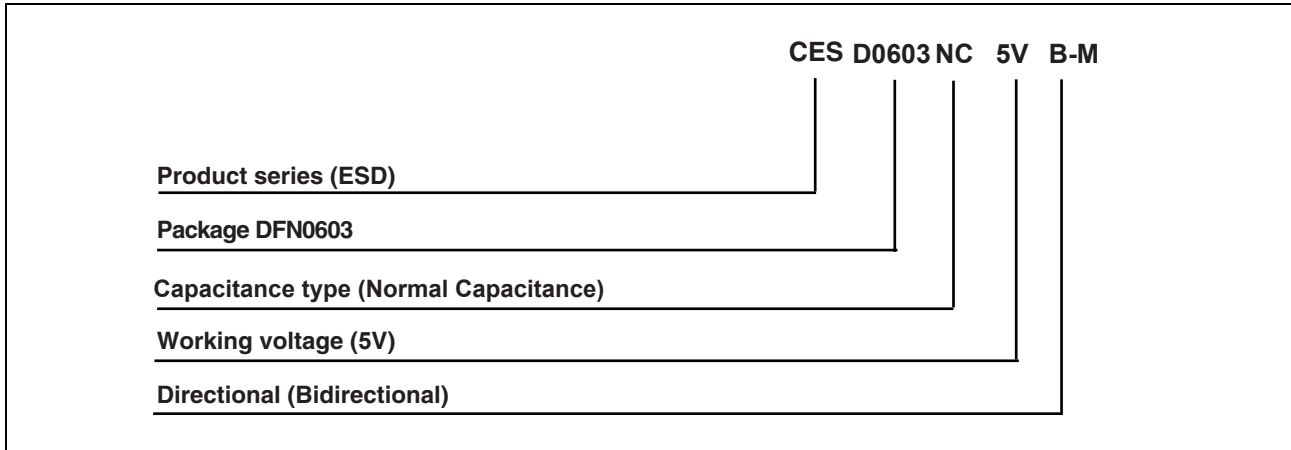 CES D0603 NC 5V B-M
Product series (ESD)
Package DFN0603
Capacitance type (Normal Capacitance)
Working voltage (5V)
Directional (Bidirectional)